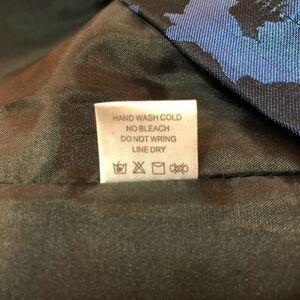 HAND WASH COLD
NO BLEACH
DO NOT WRING
LINE DRY